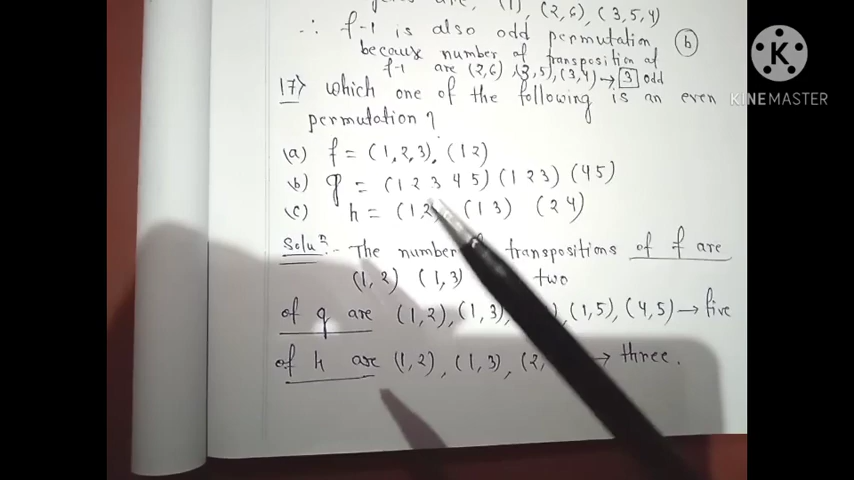 are, (1), (2,6), (3,5,4)
∴ f-1 is also odd permutation
because number of transposition of (b)
f-1 are (2,6), (3,5), (3,4) → 3 odd
17> which one of the following is an even
permutation?
(a) f = (1,2,3), (1 2)
(b) g = (1 2 3 4 5) (1 2 3) (4 5)
(c) h = (1 2) (1 3) (2 4)
Solun:- The number transpositions of f are
(1,2) (1,3) two
of g are (1,2), (1,3), (1,5), (4,5) → five
of h are (1,2), (1,3), (2, → three.
KINEMASTER